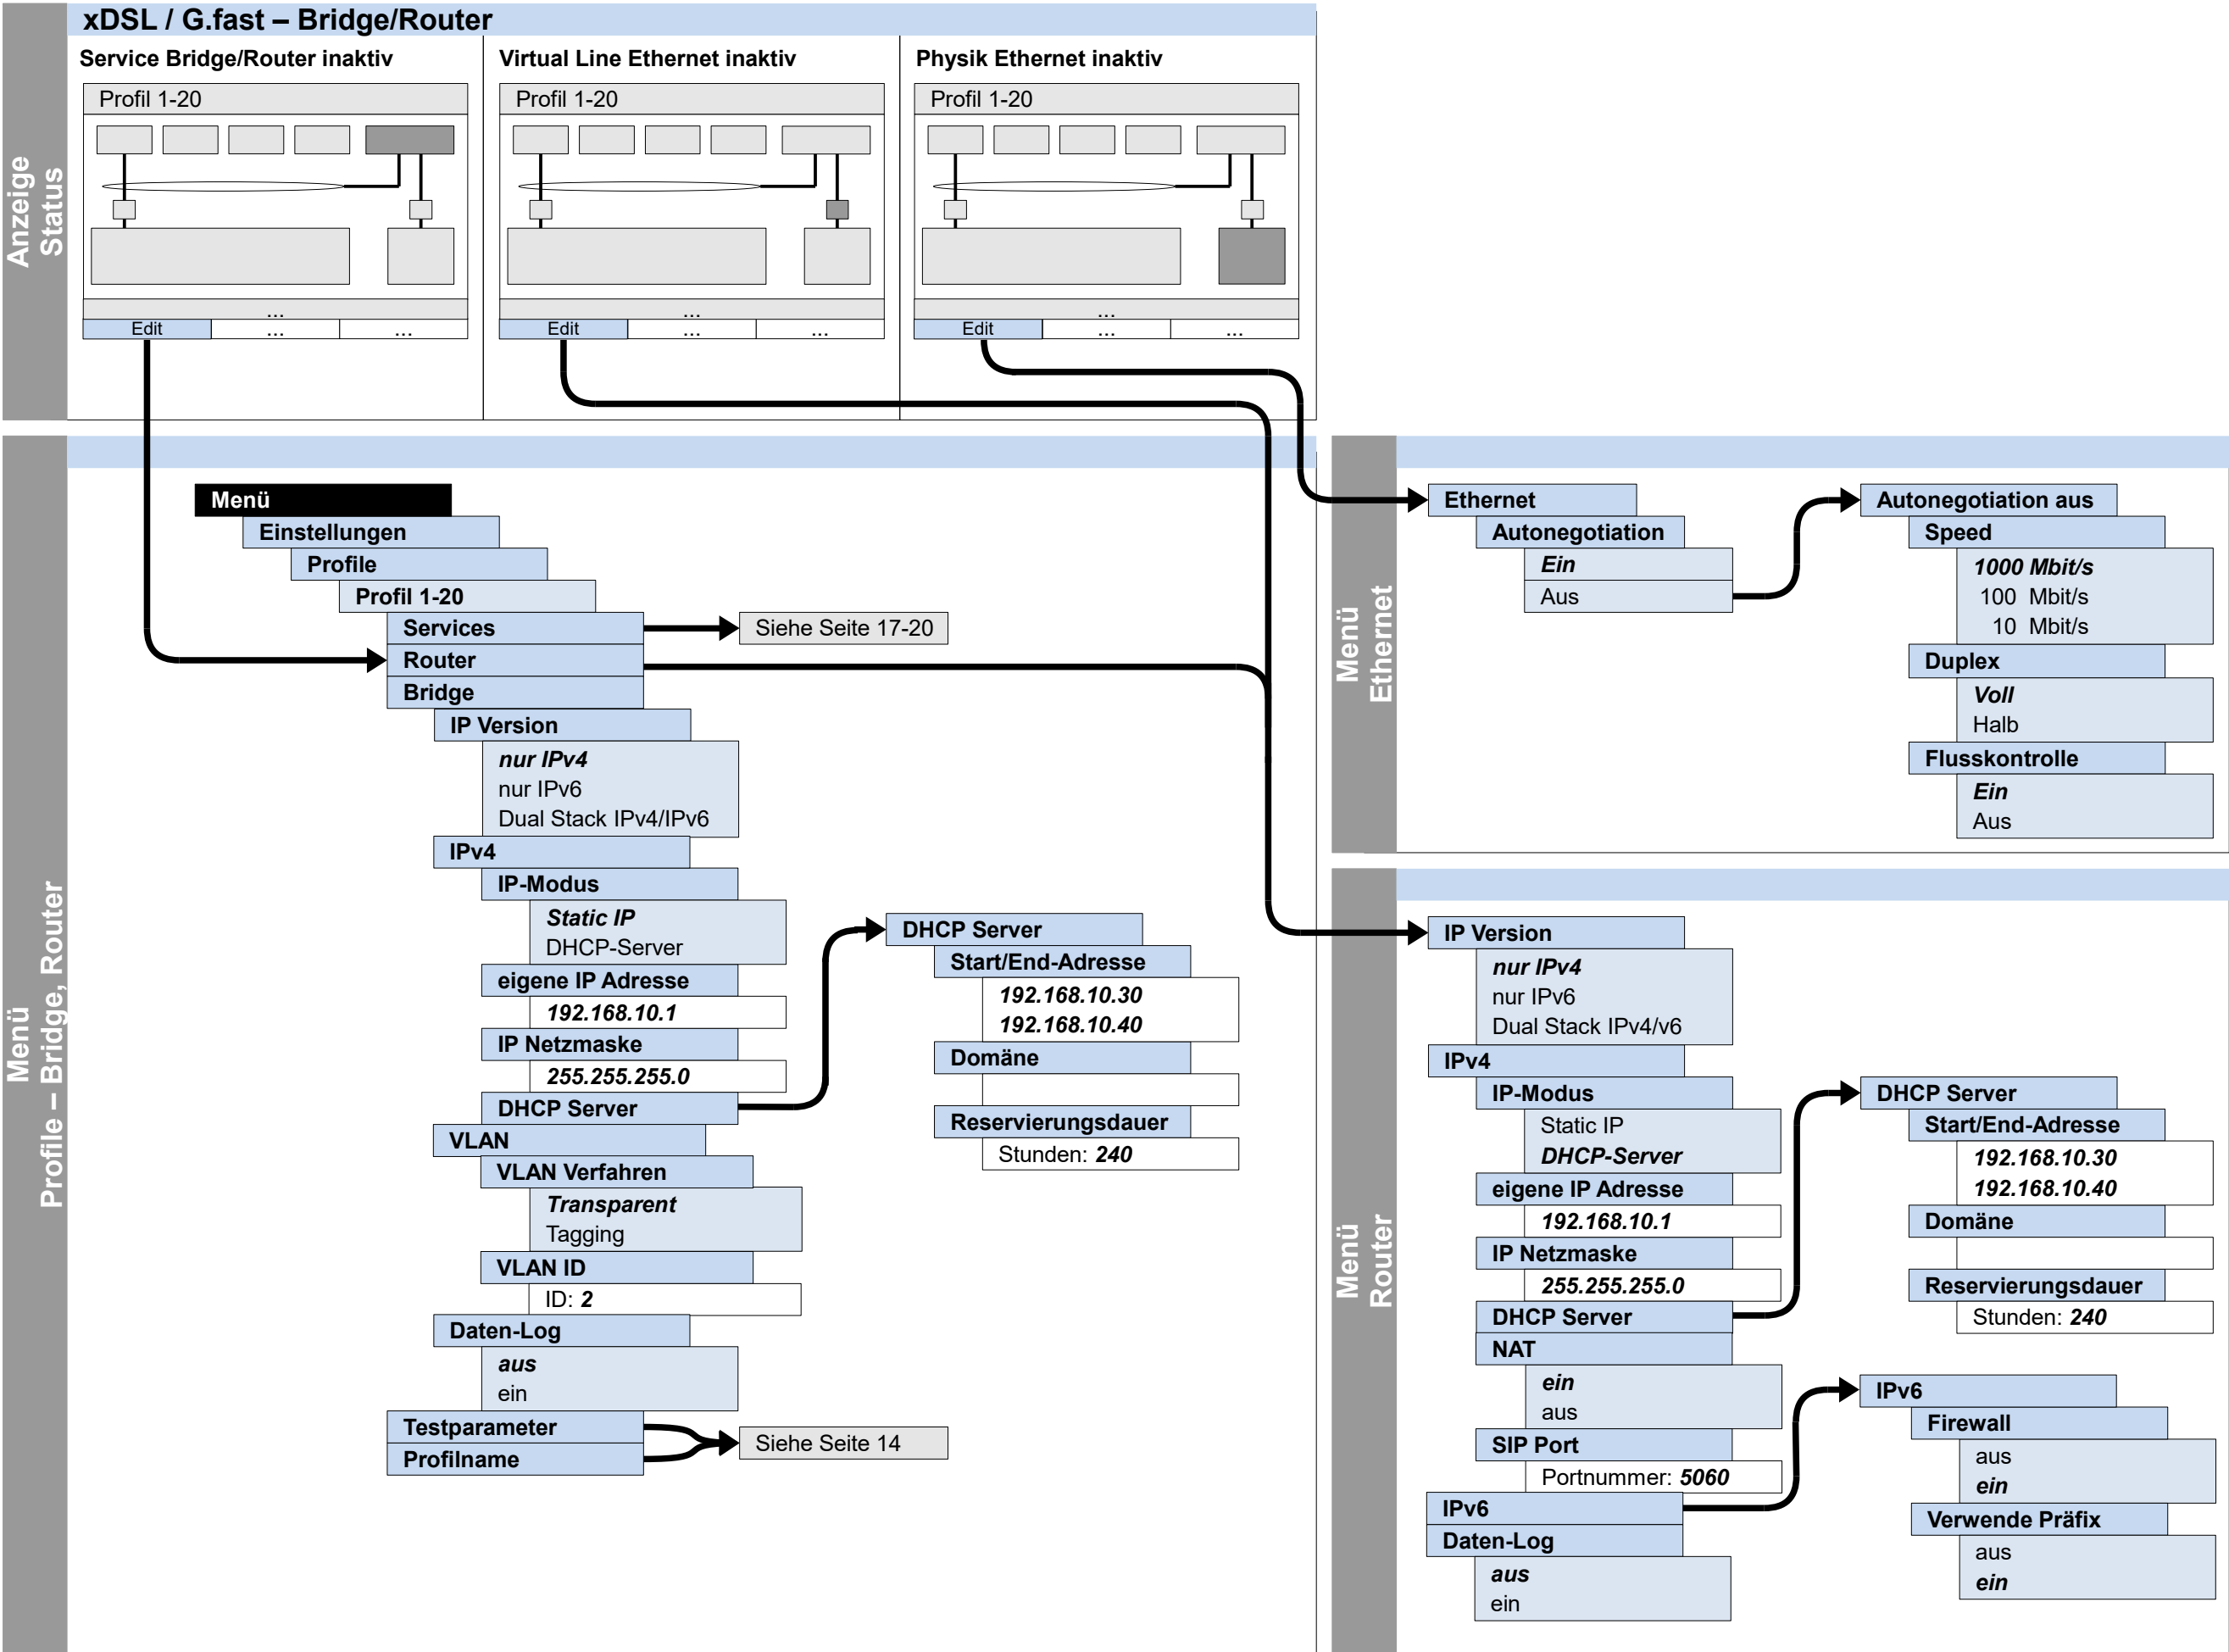 xDSL / G.fast – Bridge/Router
Anzeige
Status
Service Bridge/Router inaktiv
Profil 1-20
...
Edit
...
...
Virtual Line Ethernet inaktiv
Profil 1-20
...
Edit
...
...
Physik Ethernet inaktiv
Profil 1-20
...
Edit
...
...
Menü
Profile – Bridge, Router
Menü
Einstellungen
Profile
Profil 1-20
Services
Siehe Seite 17-20
Router
Bridge
IP Version
nur IPv4
nur IPv6
Dual Stack IPv4/IPv6
IPv4
IP-Modus
Static IP
DHCP-Server
eigene IP Adresse
192.168.10.1
IP Netzmaske
255.255.255.0
DHCP Server
VLAN
VLAN Verfahren
Transparent
Tagging
VLAN ID
ID: 2
Daten-Log
aus
ein
Testparameter
Profilname
Siehe Seite 14
DHCP Server
Start/End-Adresse
192.168.10.30
192.168.10.40
Domäne
Reservierungsdauer
Stunden: 240
Menü
Ethernet
Ethernet
Autonegotiation
Ein
Aus
Autonegotiation aus
Speed
1000 Mbit/s
100 Mbit/s
10 Mbit/s
Duplex
Voll
Halb
Flusskontrolle
Ein
Aus
Menü
Router
IP Version
nur IPv4
nur IPv6
Dual Stack IPv4/v6
IPv4
IP-Modus
Static IP
DHCP-Server
eigene IP Adresse
192.168.10.1
IP Netzmaske
255.255.255.0
DHCP Server
NAT
ein
aus
SIP Port
Portnummer: 5060
IPv6
Daten-Log
aus
ein
DHCP Server
Start/End-Adresse
192.168.10.30
192.168.10.40
Domäne
Reservierungsdauer
Stunden: 240
IPv6
Firewall
aus
ein
Verwende Präfix
aus
ein